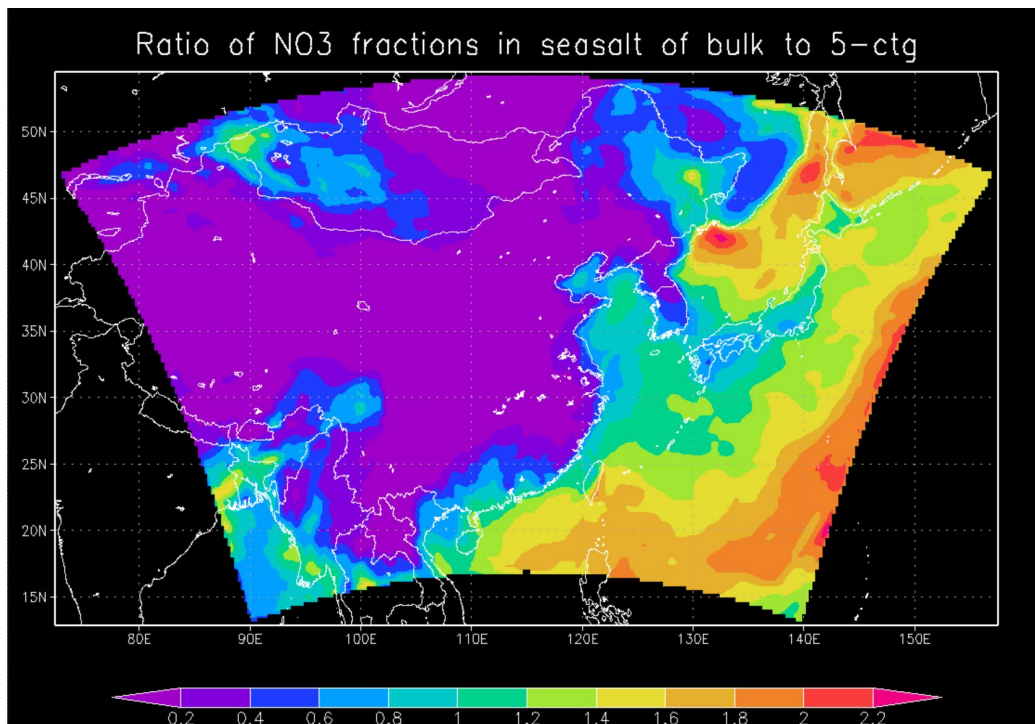 Ratio of NO3 fractions in seasalt of bulk to 5-ctg
50N
45N
40N
35N
30N
25N
20N
15N
80E 90E 100E 110E 120E 130E 140E 150E
0.2 0.4 0.6 0.8 1 1.2 1.4 1.6 1.8 2 2.2